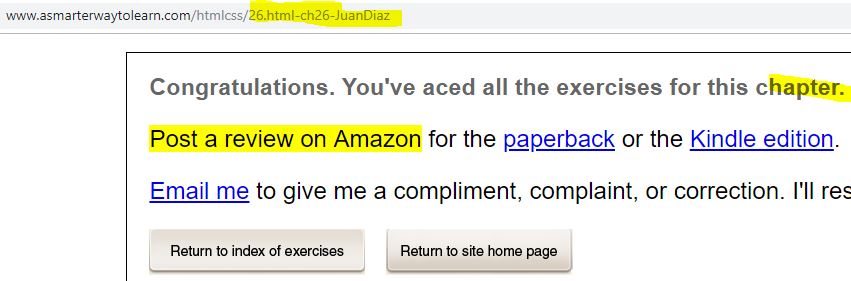 www.asmarterwaytolearn.com/htmlcss/26.html-ch26-JuanDiaz
Congratulations. You've aced all the exercises for this chapter.
Post a review on Amazon for the paperback or the Kindle edition.
Email me to give me a compliment, complaint, or correction. I'll res
Return to index of exercises
Return to site home page